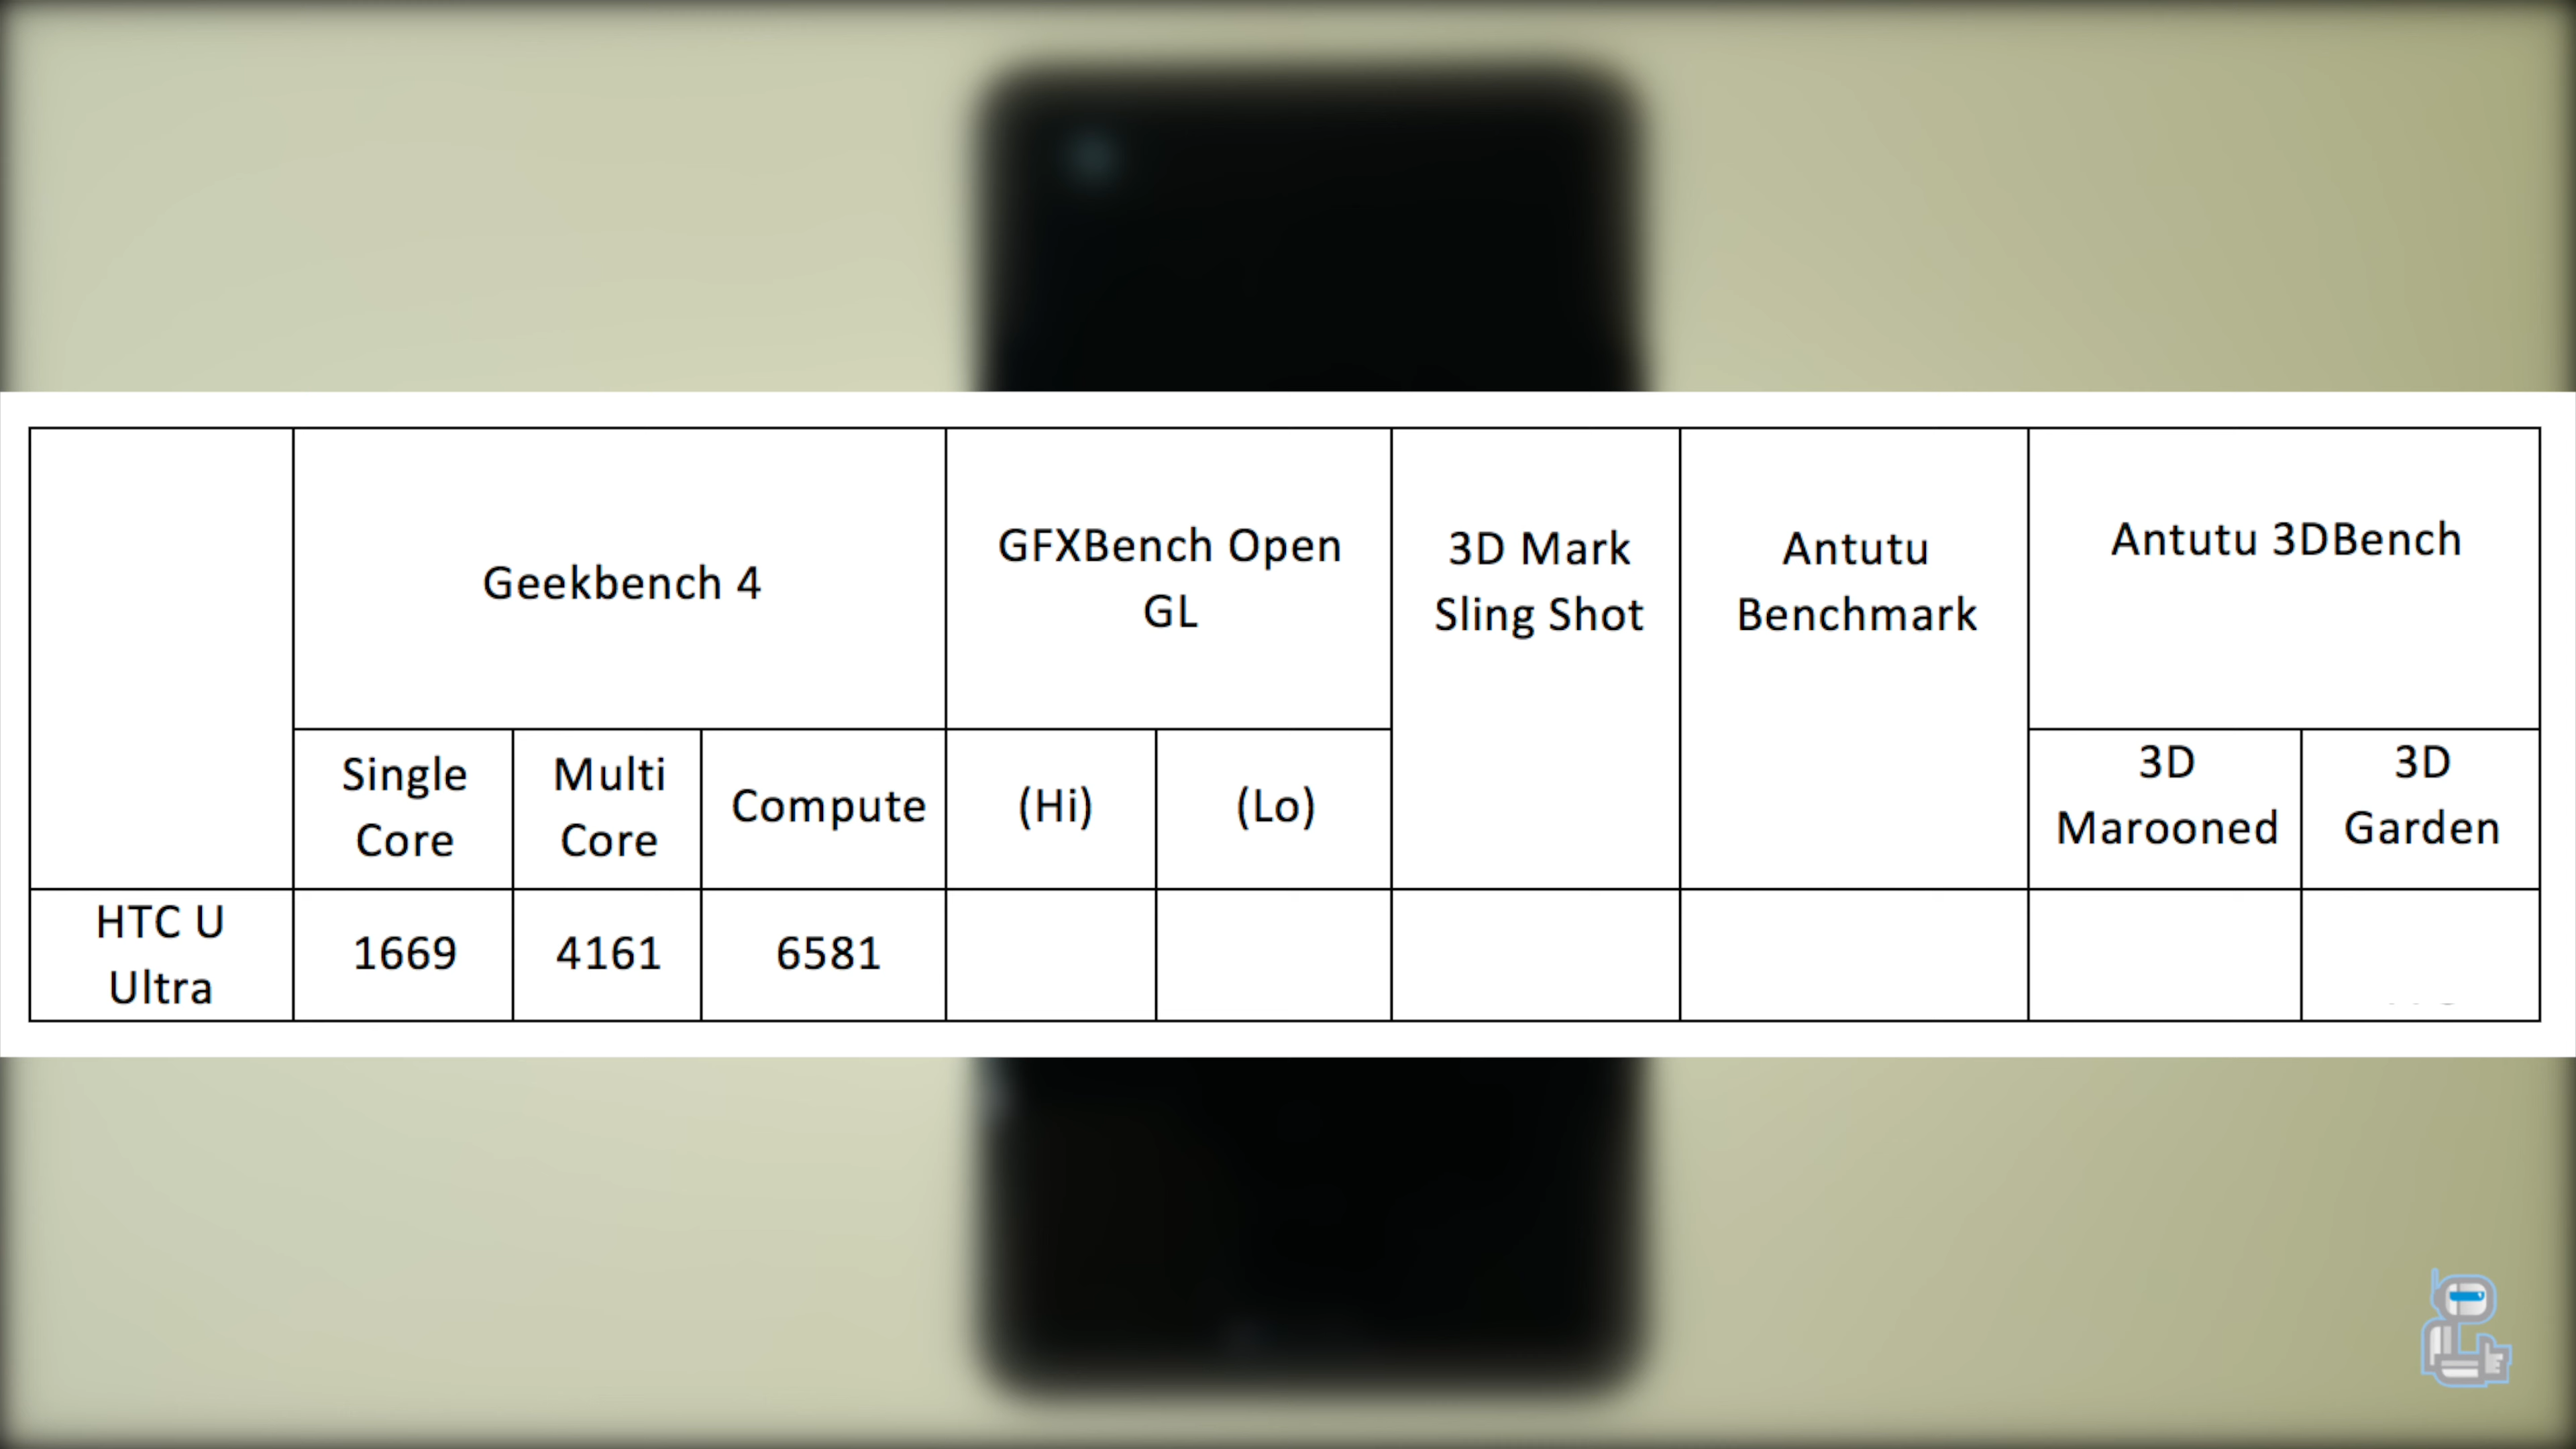 Geekbench 4
GFXBench Open
GL
3D Mark
Sling Shot
Antutu
Benchmark
Antutu 3DBench
Single
Core
Multi
Core
Compute
(Hi)
(Lo)
3D
Marooned
3D
Garden
HTC U
Ultra
1669
4161
6581